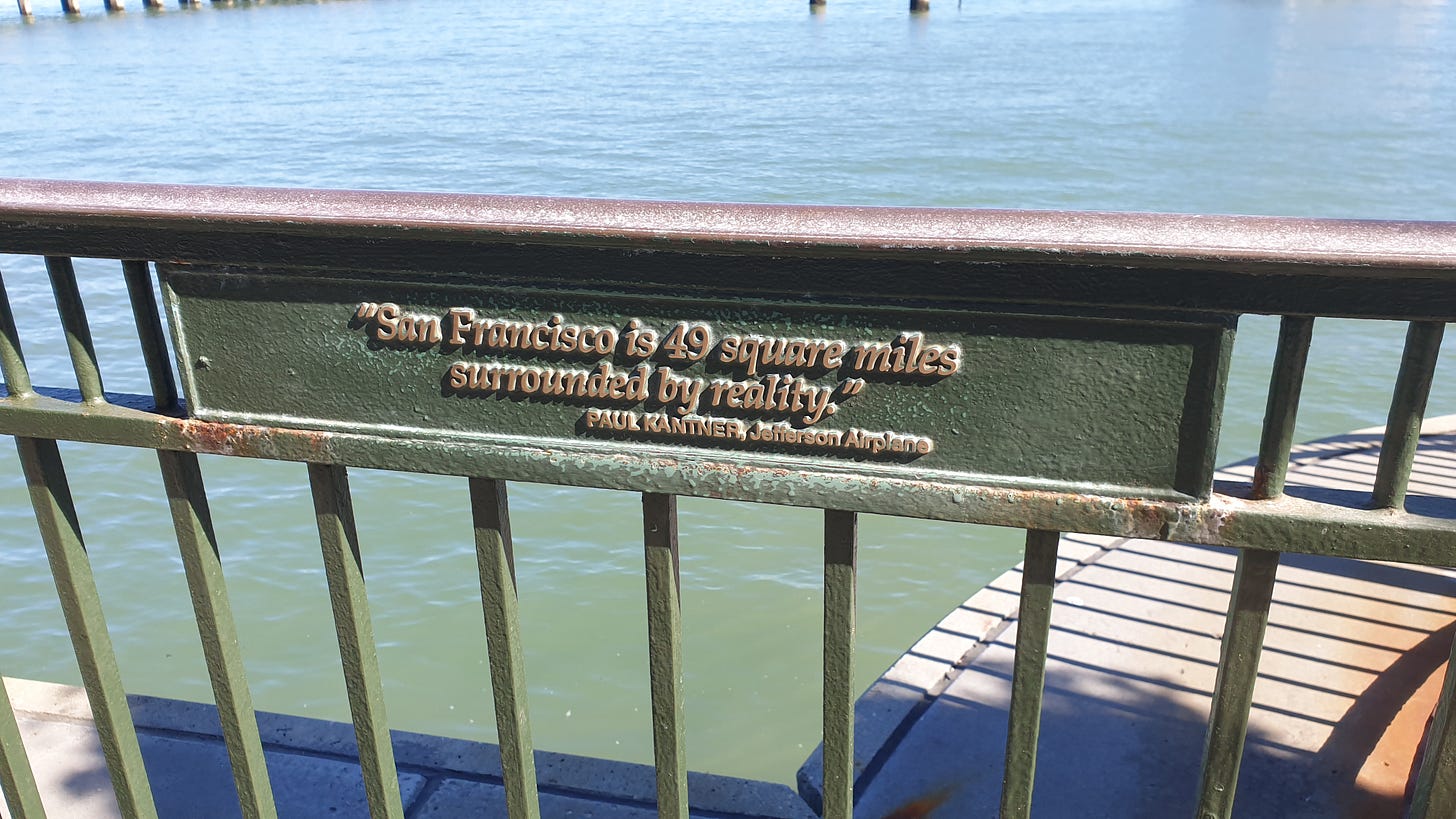 "San Francisco is 49 square miles
surrounded by reality."
PAUL KANTNER, Jefferson Airplane